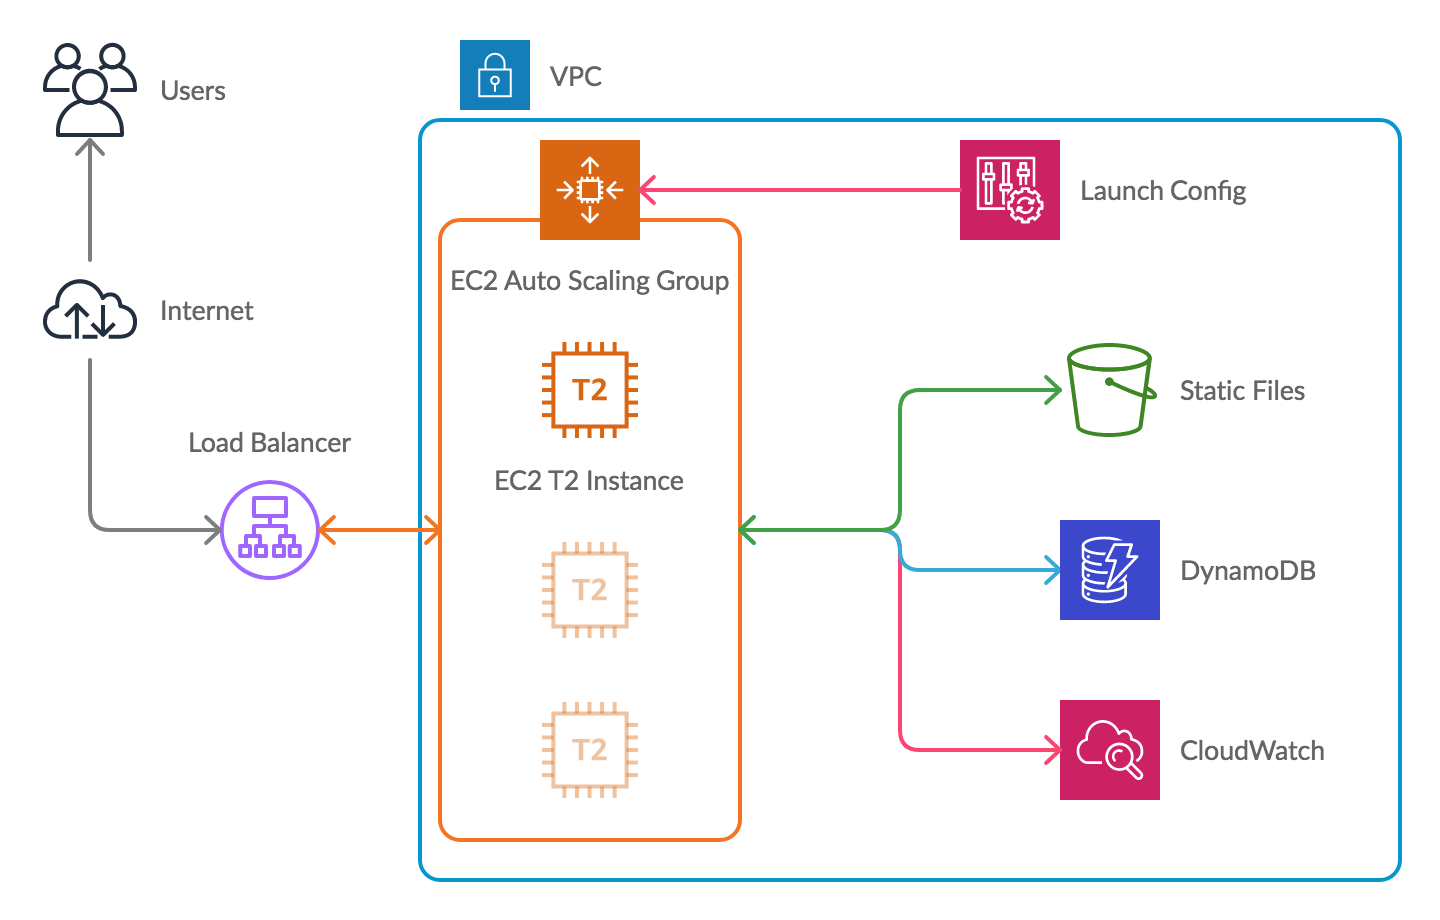 Users
VPC
Launch Config
EC2 Auto Scaling Group
Internet
T2
Static Files
Load Balancer
EC2 T2 Instance
T2
DynamoDB
T2
CloudWatch